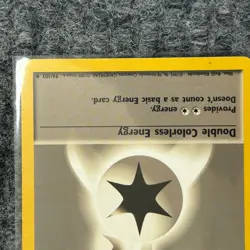 Double Colorless Energy
Provides energy.
Doesn't count as a basic Energy card.